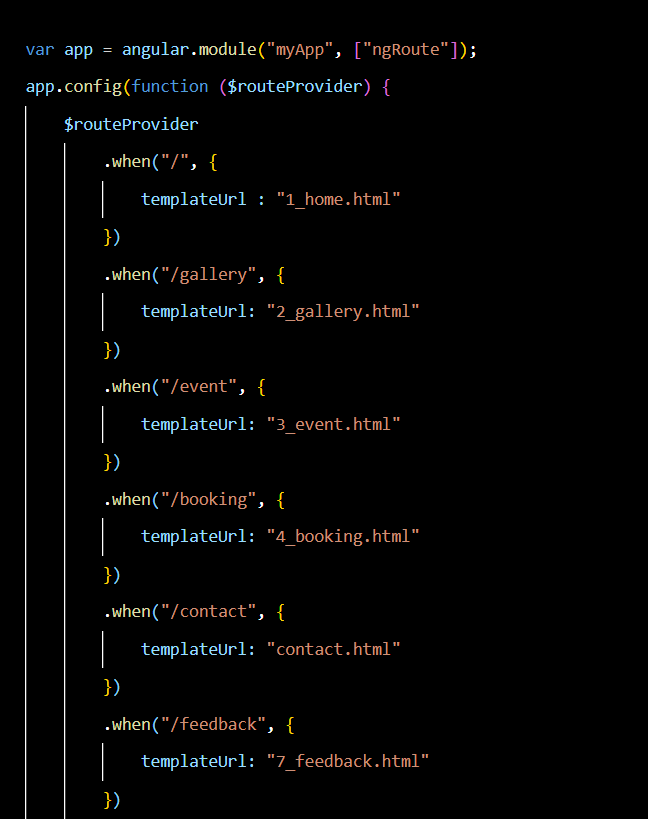 var app = angular.module("myApp", ["ngRoute"]);
app.config(function ($routeProvider) {
    $routeProvider
        .when("/", {
            templateUrl : "1_home.html"
        })
        .when("/gallery", {
            templateUrl: "2_gallery.html"
        })
        .when("/event", {
            templateUrl: "3_event.html"
        })
        .when("/booking", {
            templateUrl: "4_booking.html"
        })
        .when("/contact", {
            templateUrl: "contact.html"
        })
        .when("/feedback", {
            templateUrl: "7_feedback.html"
        })